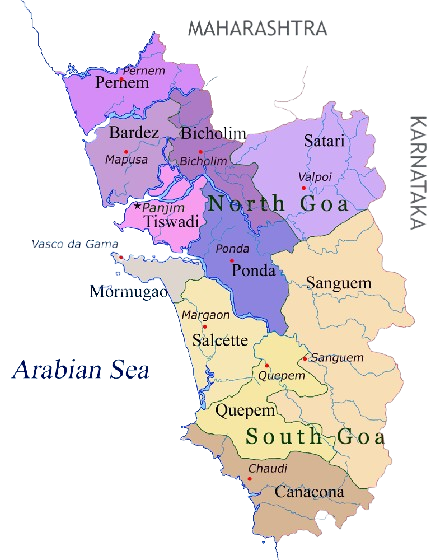 MAHARASHTRA
Pernem
Pernem
KARNATAKA
Bardez
Bicholim
Satari
Mapusa
Bicholim
Valpoi
Panjim
North Goa
Tiswadi
Vasco da Gama
Ponda
Ponda
Sanguem
Mormugao
Margaon
Salcette
Sanguem
Arabian Sea
Quepem
Quepem
South Goa
Chaudi
Canacona